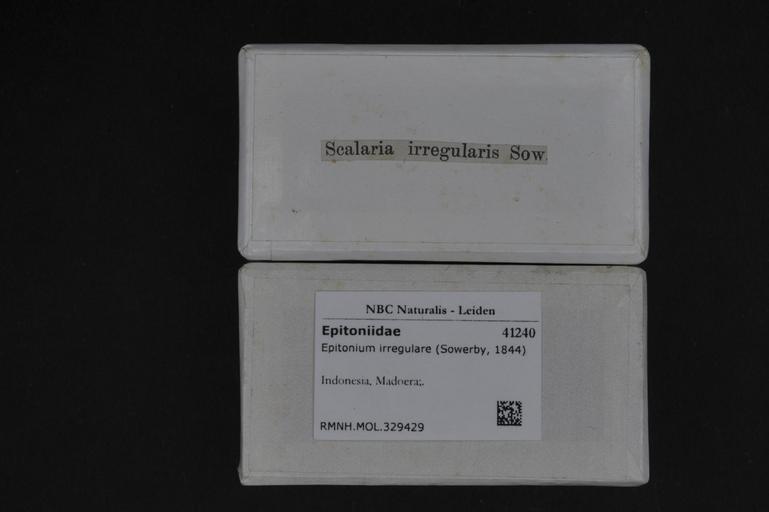 Scalaria irregularis Sow.
NBC Naturalis - Leiden
Epitoniidae 41240
Epitonium irregulare (Sowerby, 1844)
Indonesia, Madoera;.
RMNH.MOL.329429